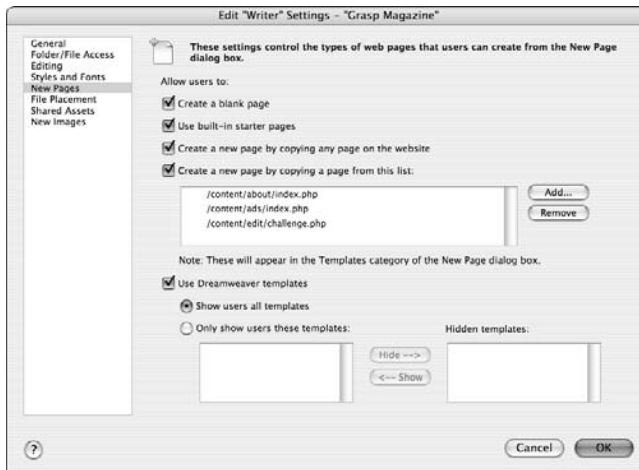 Edit "Writer" Settings - "Grasp Magazine"
General
Folder/File Access
Editing
Styles and Fonts
New Pages
File Placement
Shared Assets
New Images
These settings control the types of web pages that users can create from the New Page
dialog box.
Allow users to:
Create a blank page
Use built-in starter pages
Create a new page by copying any page on the website
Create a new page by copying a page from this list:
/content/about/index.php
/content/ads/index.php
/content/edit/challenge.php
Add...
Remove
Note: These will appear in the Templates category of the New Page dialog box.
Use Dreamweaver templates
Show users all templates
Only show users these templates:
Hidden templates:
Hide -->
<-- Show
?
Cancel
OK